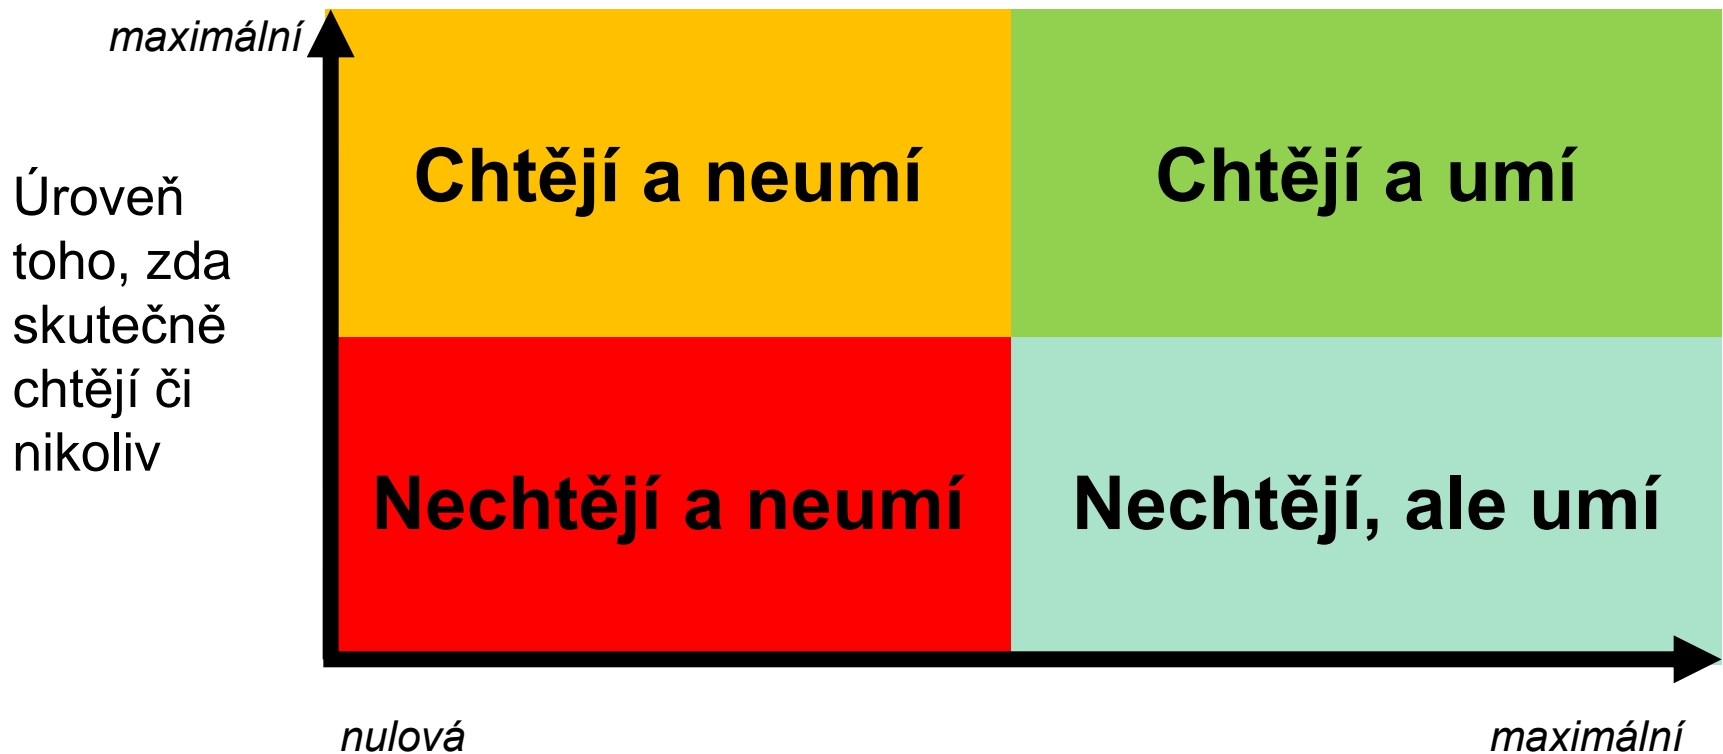 maximální
Chtějí a neumí
Chtějí a umí
Úroveň
toho, zda
skutečně
chtějí či
nikoliv
Nechtějí a neumí
Nechtějí, ale umí
nulová
maximální